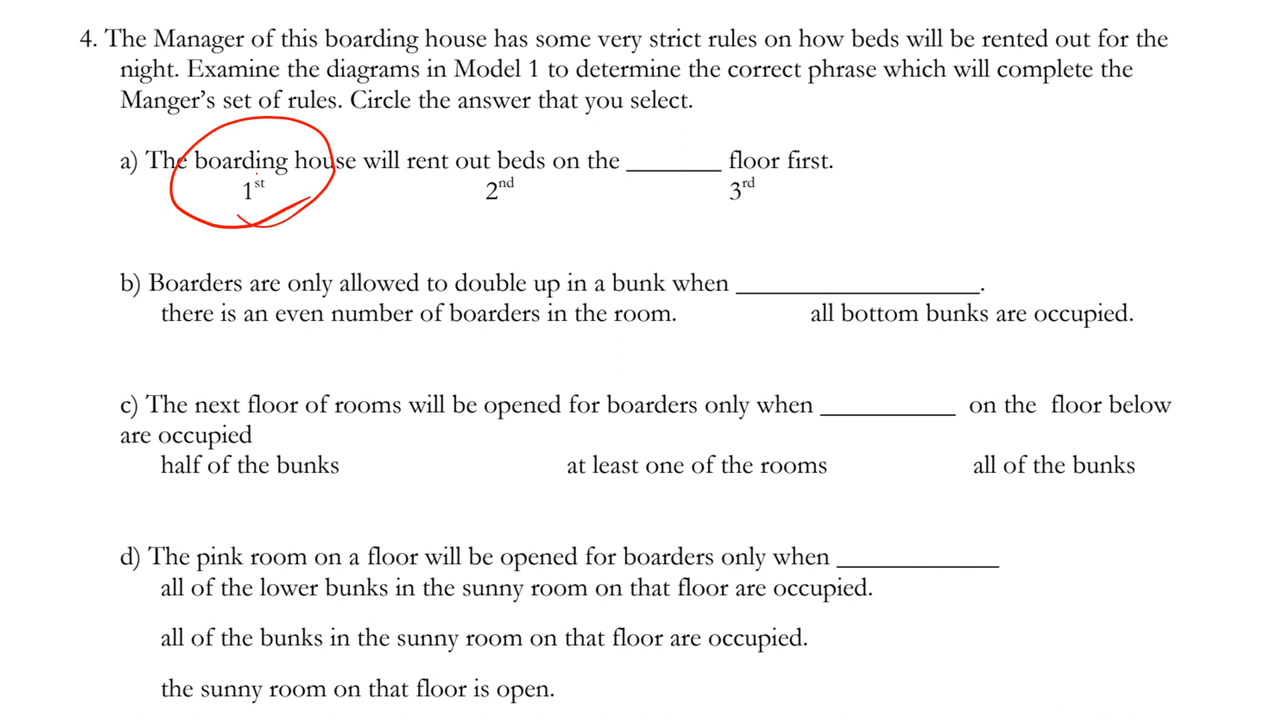 4. The Manager of this boarding house has some very strict rules on how beds will be rented out for the
night. Examine the diagrams in Model 1 to determine the correct phrase which will complete the
Manger's set of rules. Circle the answer that you select.
a) The boarding house will rent out beds on the ________ floor first.
1st 2nd 3rd
b) Boarders are only allowed to double up in a bunk when ____________________.
there is an even number of boarders in the room. all bottom bunks are occupied.
c) The next floor of rooms will be opened for boarders only when ___________ on the floor below
are occupied
half of the bunks at least one of the rooms all of the bunks
d) The pink room on a floor will be opened for boarders only when _____________
all of the lower bunks in the sunny room on that floor are occupied.
all of the bunks in the sunny room on that floor are occupied.
the sunny room on that floor is open.